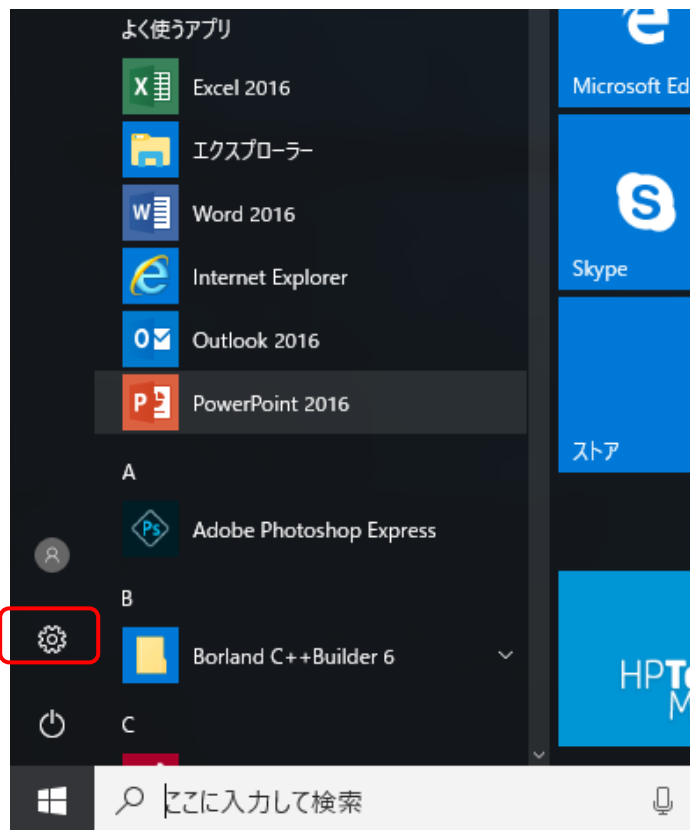 よく使うアプリ
Excel 2016
エクスプローラー
Word 2016
Internet Explorer
Outlook 2016
PowerPoint 2016
A
Adobe Photoshop Express
B
Borland C++Builder 6
C
ここに入力して検索
Microsoft Ed
Skype
ストア
HP